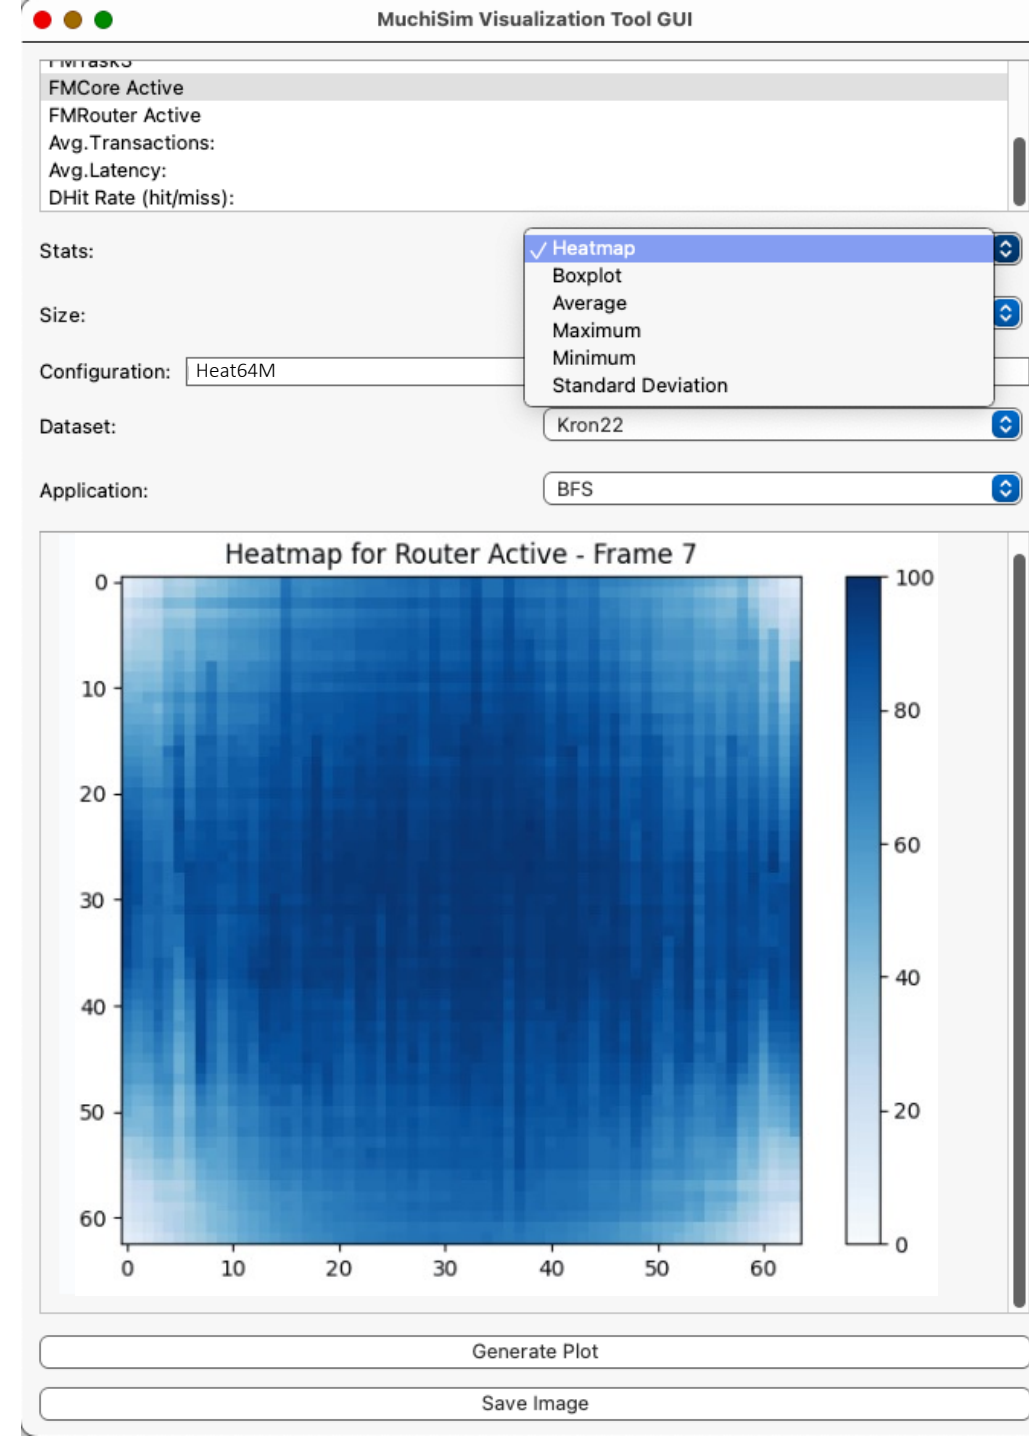 MuchiSim Visualization Tool GUI
FMTask3
FMCore Active
FMRouter Active
Avg.Transactions:
Avg.Latency:
DHit Rate (hit/miss):
Stats:
✓ Heatmap
Boxplot
Average
Maximum
Minimum
Standard Deviation
Size:
Configuration: Heat64M
Dataset: Kron22
Application: BFS
Heatmap for Router Active - Frame 7
0
10
20
30
40
50
60
0 10 20 30 40 50 60
100
80
60
40
20
0
Generate Plot
Save Image